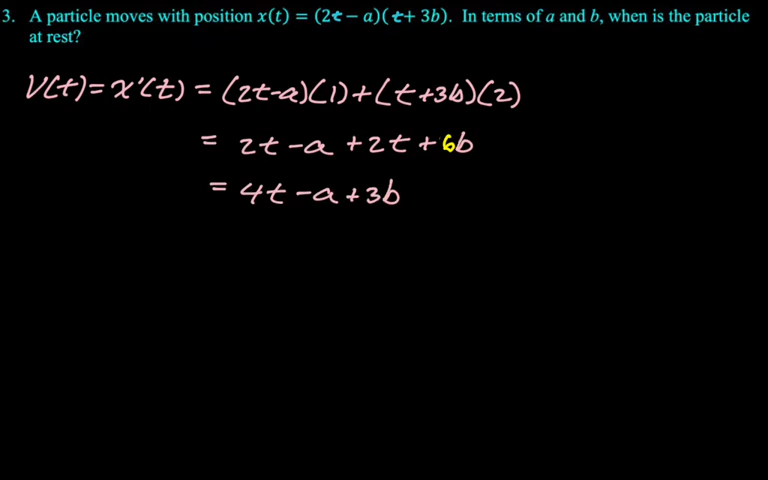 3. A particle moves with position x(t) = (2t − a)(t + 3b). In terms of a and b, when is the particle
at rest?
V(t) = x'(t) = (2t-a)(1)+(t+3b)(2)
= 2t -a +2t +6b
= 4t -a +3b